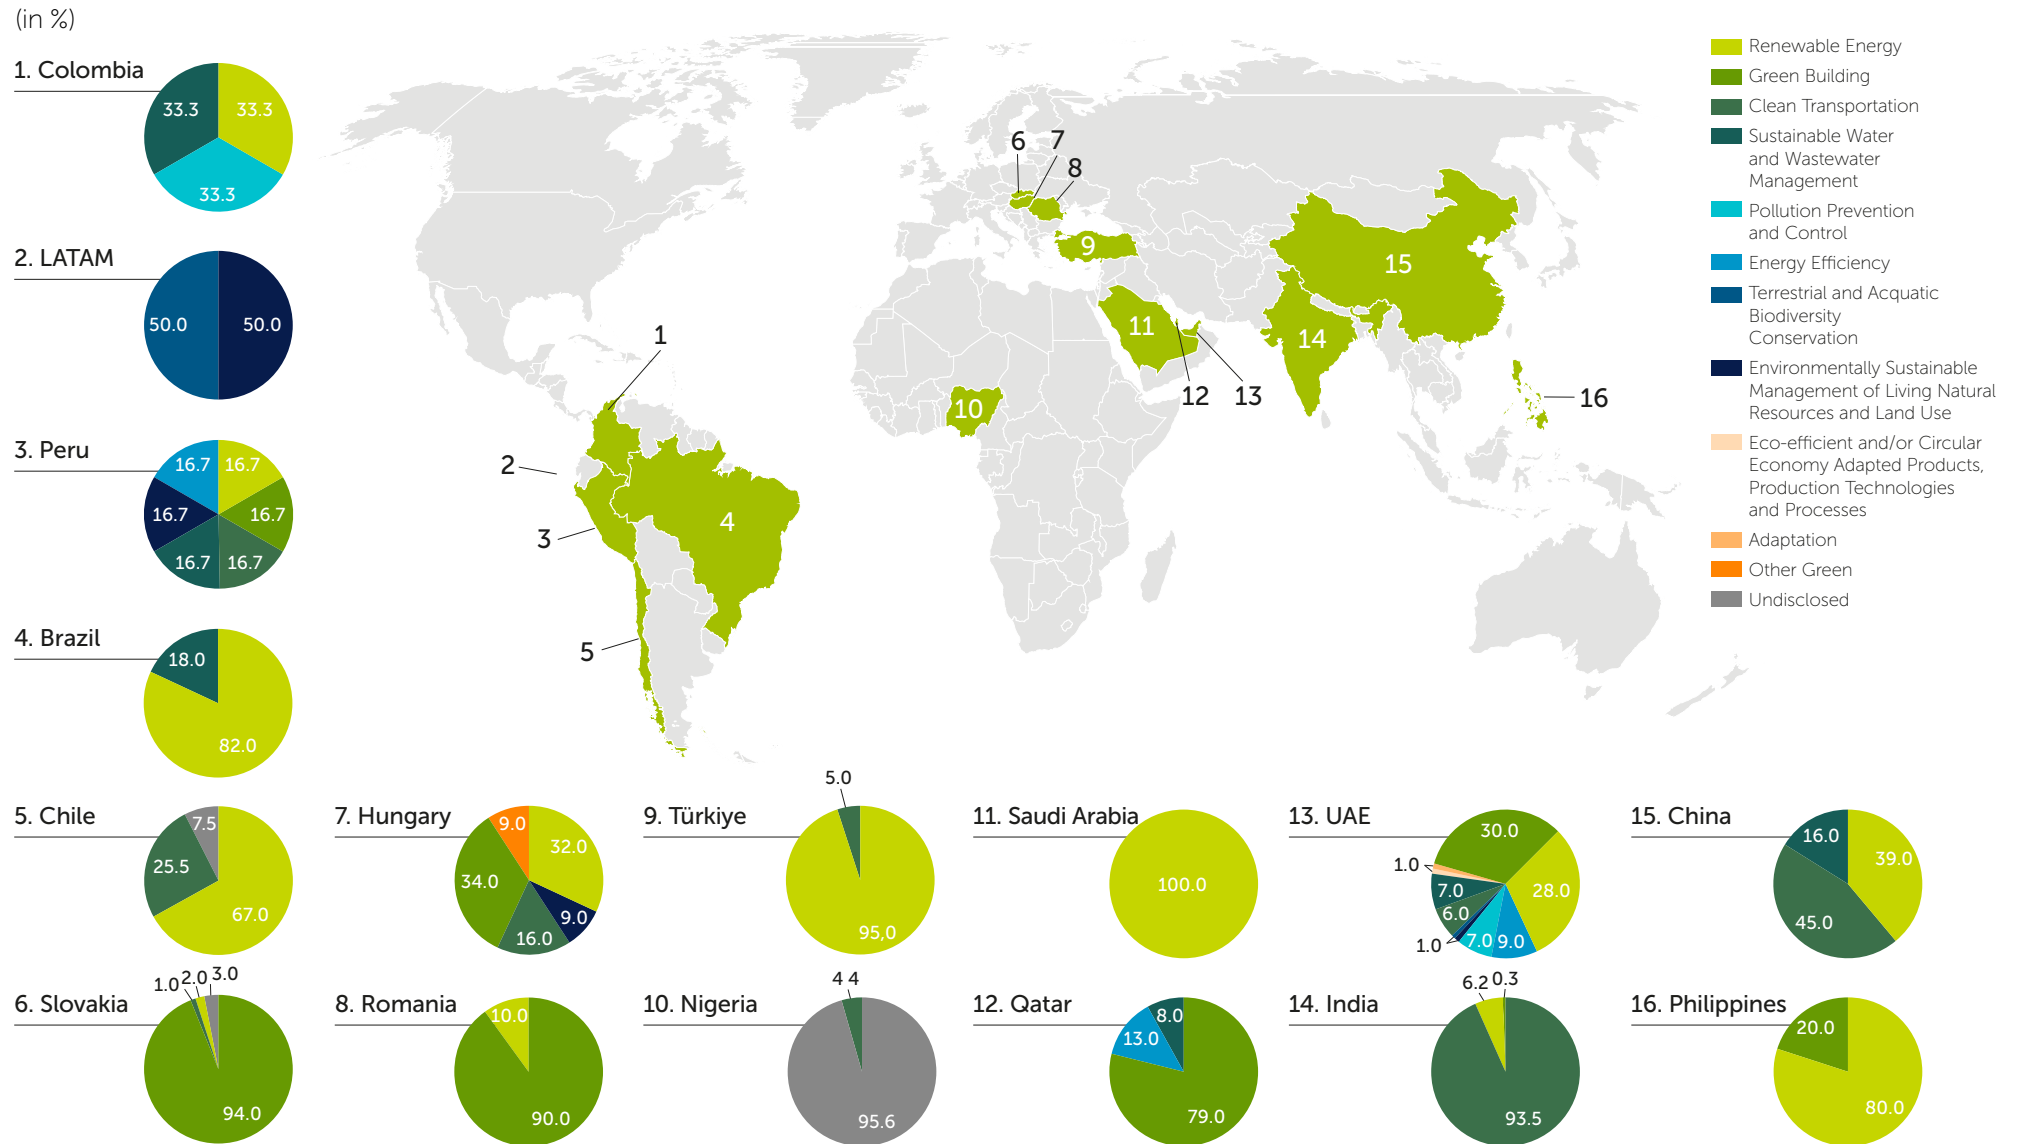 (in %)
1. Colombia
33.3
33.3
33.3
2. LATAM
50.0
50.0
3. Peru
16.7
16.7
16.7
16.7
16.7
16.7
4. Brazil
18.0
82.0
5. Chile
7.5
25.5
67.0
6. Slovakia
1.0
2.0
3.0
94.0
7. Hungary
9.0
32.0
34.0
9.0
16.0
8. Romania
10.0
90.0
9. Türkiye
5.0
95,0
10. Nigeria
4 4
95.6
11. Saudi Arabia
100.0
12. Qatar
8.0
13.0
79.0
13. UAE
30.0
1.0
28.0
7.0
6.0
1.0
7.0
9.0
14. India
6.2
0.3
93.5
15. China
16.0
39.0
45.0
16. Philippines
20.0
80.0
1
2
3
4
5
6
7
8
9
10
11
12
13
14
15
16
Renewable Energy
Green Building
Clean Transportation
Sustainable Water
and Wastewater
Management
Pollution Prevention
and Control
Energy Efficiency
Terrestrial and Acquatic
Biodiversity
Conservation
Environmentally Sustainable
Management of Living Natural
Resources and Land Use
Eco-efficient and/or Circular
Economy Adapted Products,
Production Technologies
and Processes
Adaptation
Other Green
Undisclosed